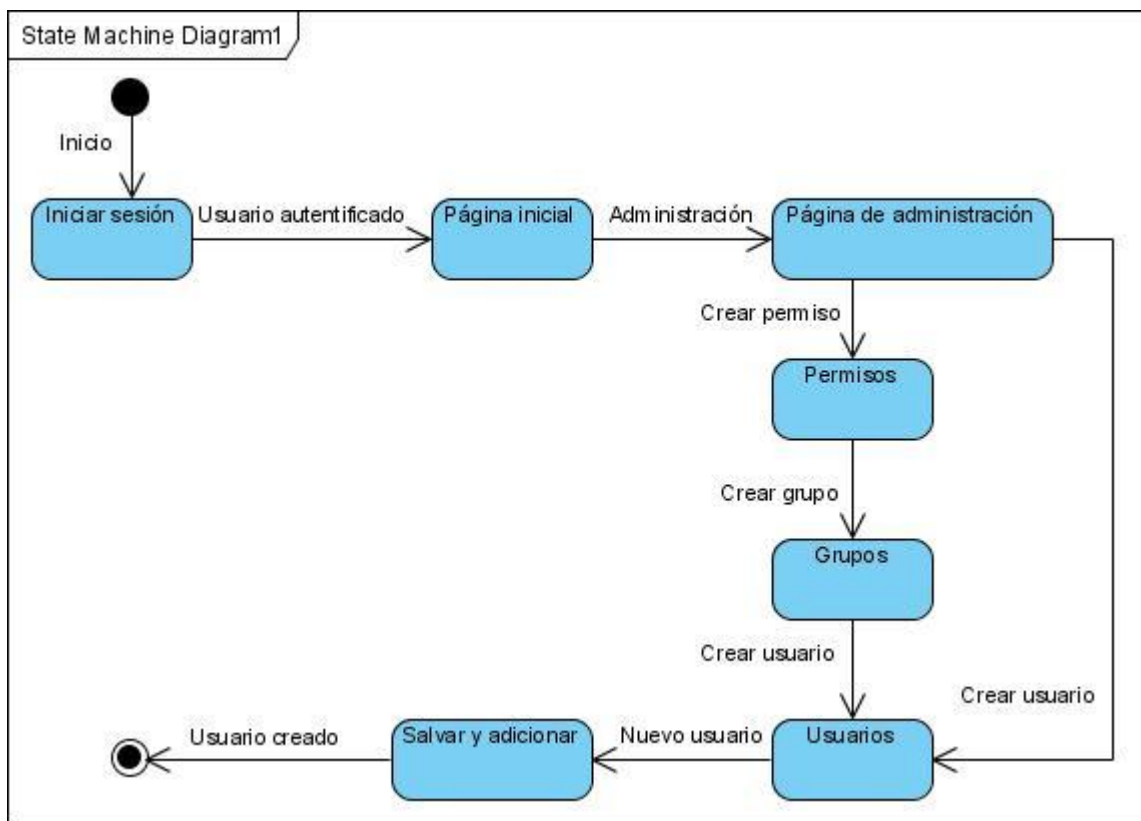 State Machine Diagram1
Inicio
Iniciar sesión
Usuario autentificado
Página inicial
Administración
Página de administración
Crear permiso
Permisos
Crear grupo
Grupos
Crear usuario
Crear usuario
Usuarios
Nuevo usuario
Salvar y adicionar
Usuario creado